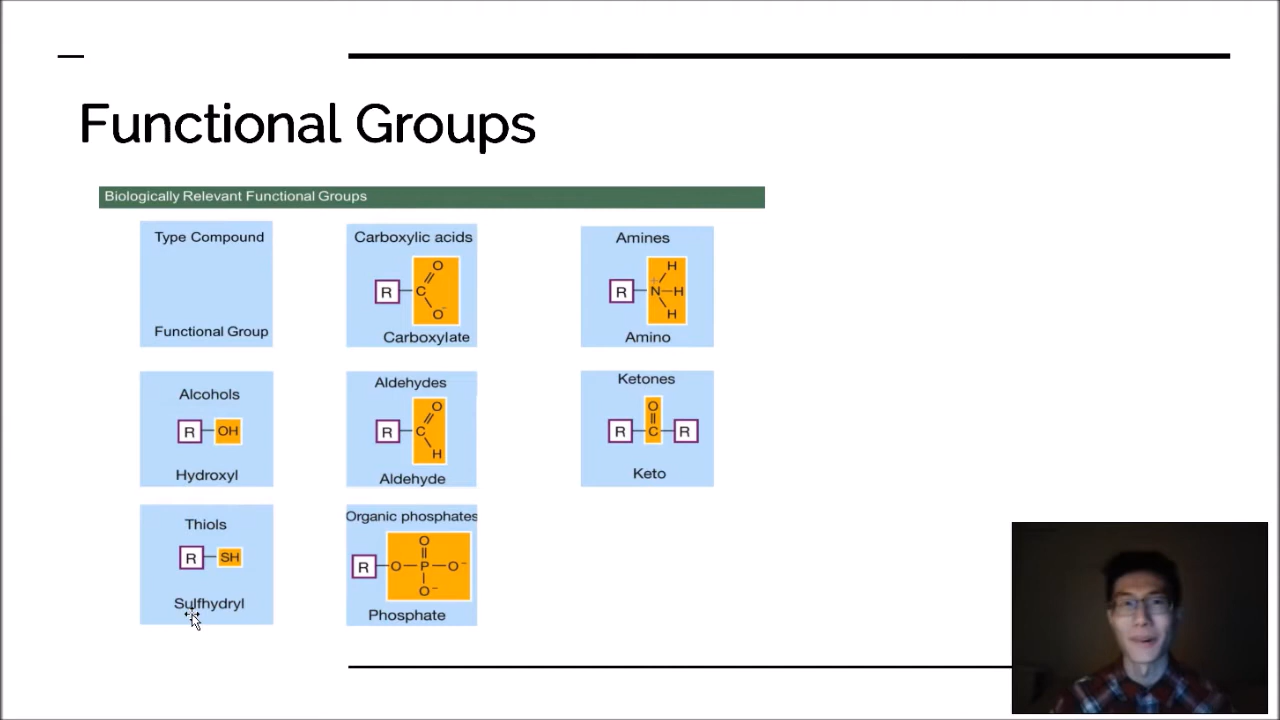 Functional Groups
Biologically Relevant Functional Groups
Type Compound
Functional Group
Carboxylic acids
O
R C
O-
Carboxylate
Amines
H
+
R N H
H
Amino
Alcohols
R OH
Hydroxyl
Aldehydes
O
R C
H
Aldehyde
Ketones
O
R C R
Keto
Thiols
R SH
Sulfhydryl
Organic phosphates
O
R O P O-
O-
Phosphate